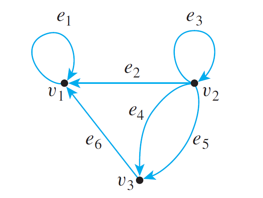 e₁ e₃
e₂
v₁ v₂
e₄
e₆ e₅
v₃